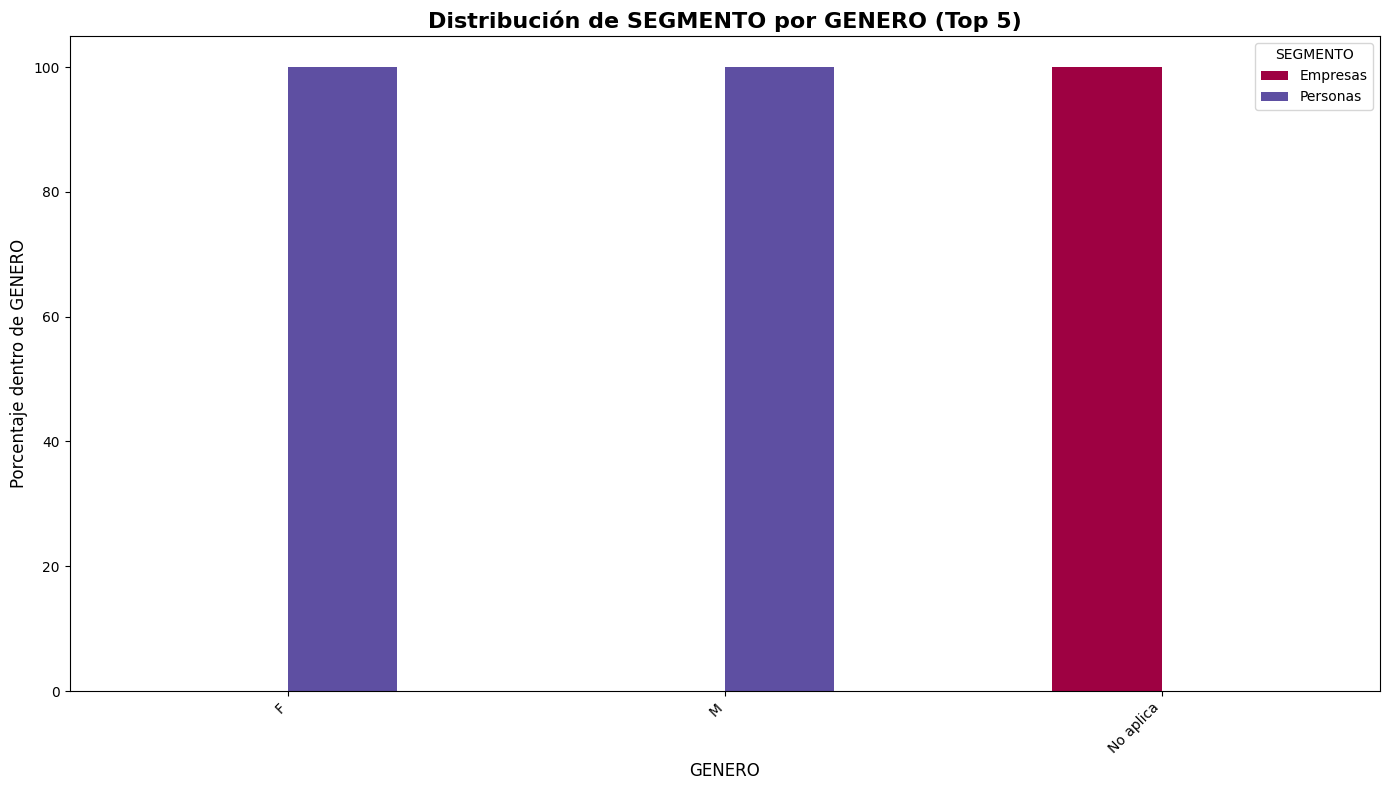 Distribución de SEGMENTO por GENERO (Top 5)
SEGMENTO
Empresas
Personas
Porcentaje dentro de GENERO
100
80
60
40
20
0
F
M
No aplica
GENERO